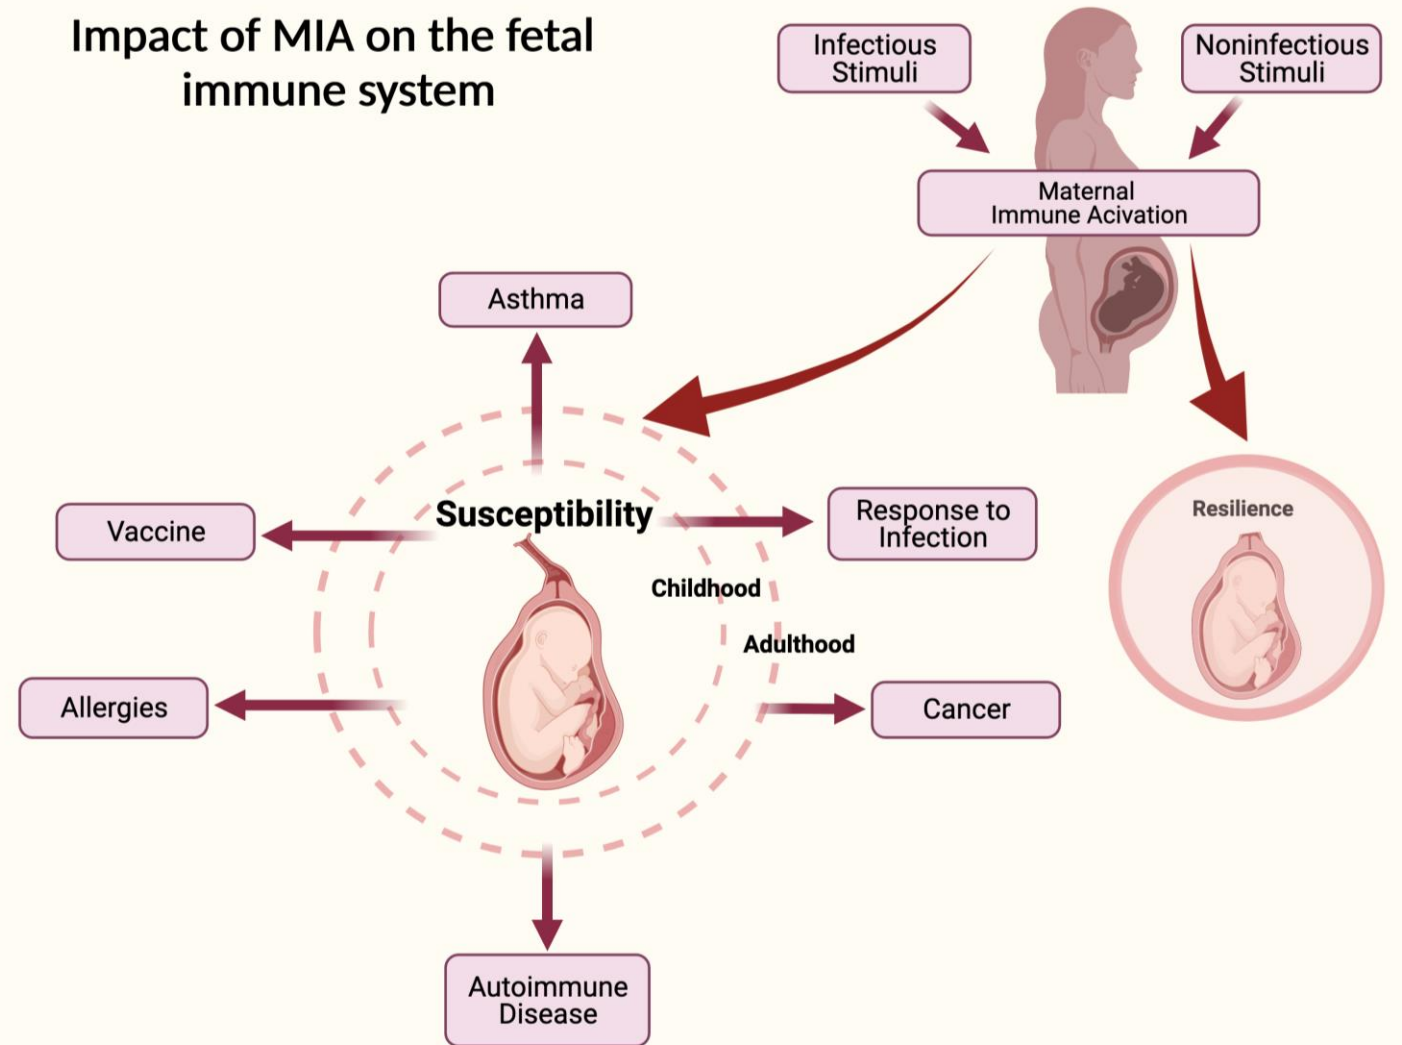 Impact of MIA on the fetal
immune system
Infectious
Stimuli
Noninfectious
Stimuli
Maternal
Immune Acivation
Asthma
Susceptibility
Vaccine
Response to
Infection
Resilience
Childhood
Adulthood
Allergies
Cancer
Autoimmune
Disease